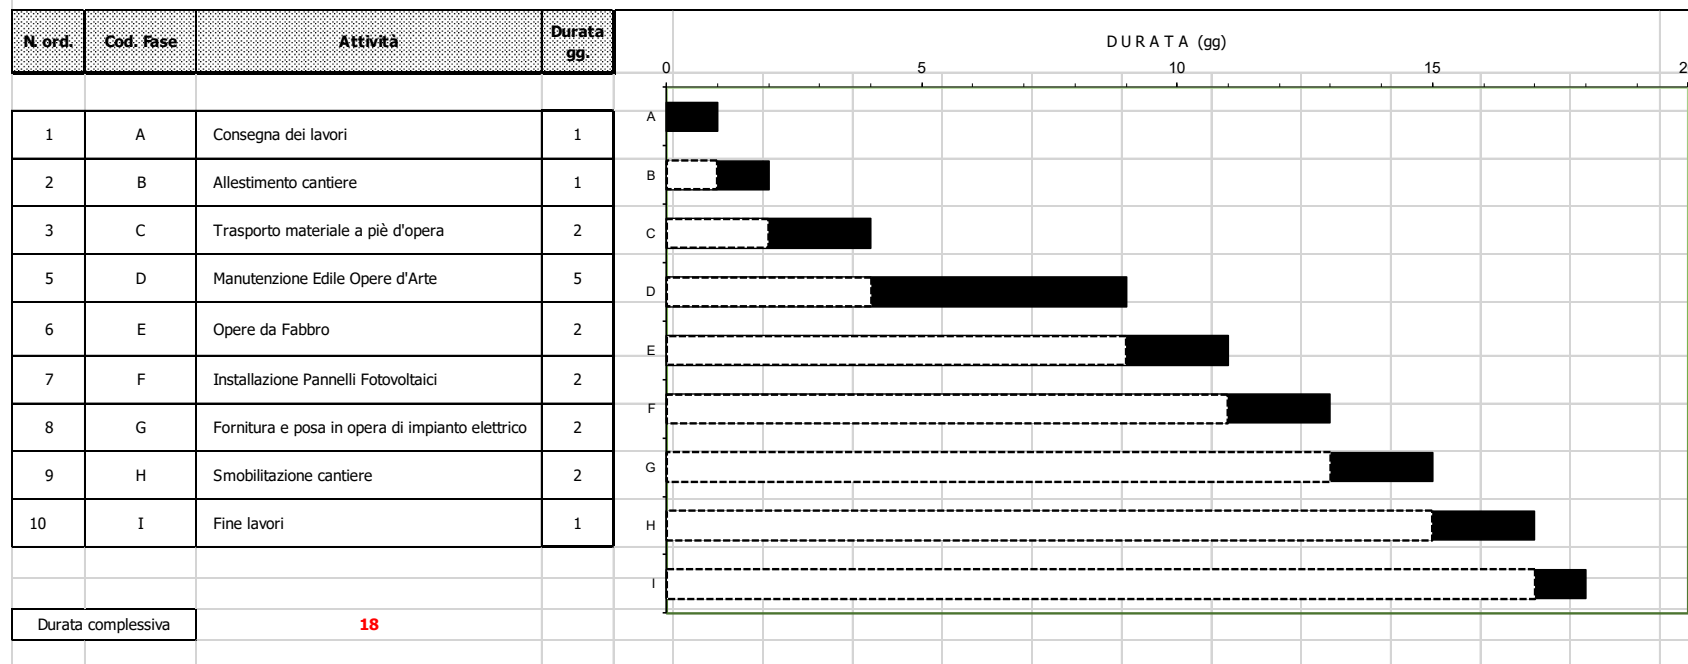 N. ord. Cod. Fase Attività Durata gg. DURATA (gg)
0 5 10 15 2
1 A Consegna dei lavori 1
2 B Allestimento cantiere 1
3 C Trasporto materiale a piè d'opera 2
5 D Manutenzione Edile Opere d'Arte 5
6 E Opere da Fabbro 2
7 F Installazione Pannelli Fotovoltaici 2
8 G Fornitura e posa in opera di impianto elettrico 2
9 H Smobilitazione cantiere 2
10 I Fine lavori 1
Durata complessiva 18
A
B
C
D
E
F
G
H
I